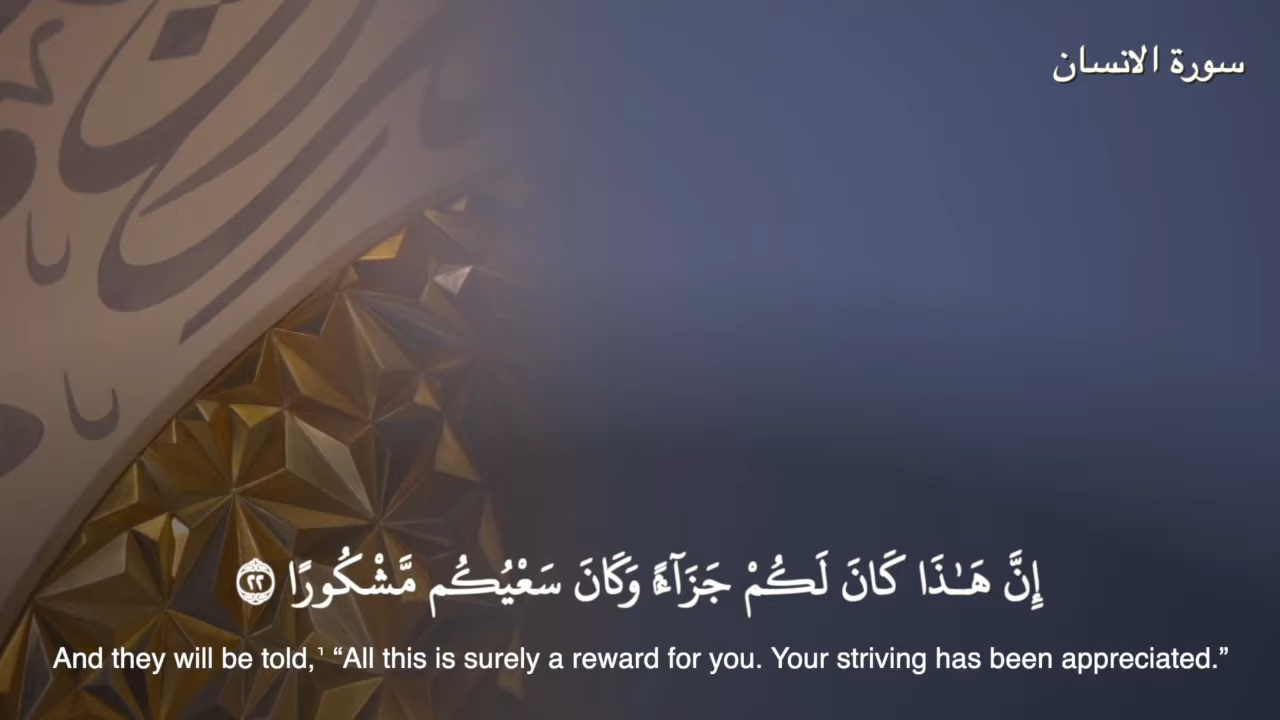 سورة الانسان
إِنَّ هَـٰذَا كَانَ لَكُمْ جَزَآءً وَكَانَ سَعْيُكُم مَّشْكُورًا ٢٢
And they will be told,¹ “All this is surely a reward for you. Your striving has been appreciated.”